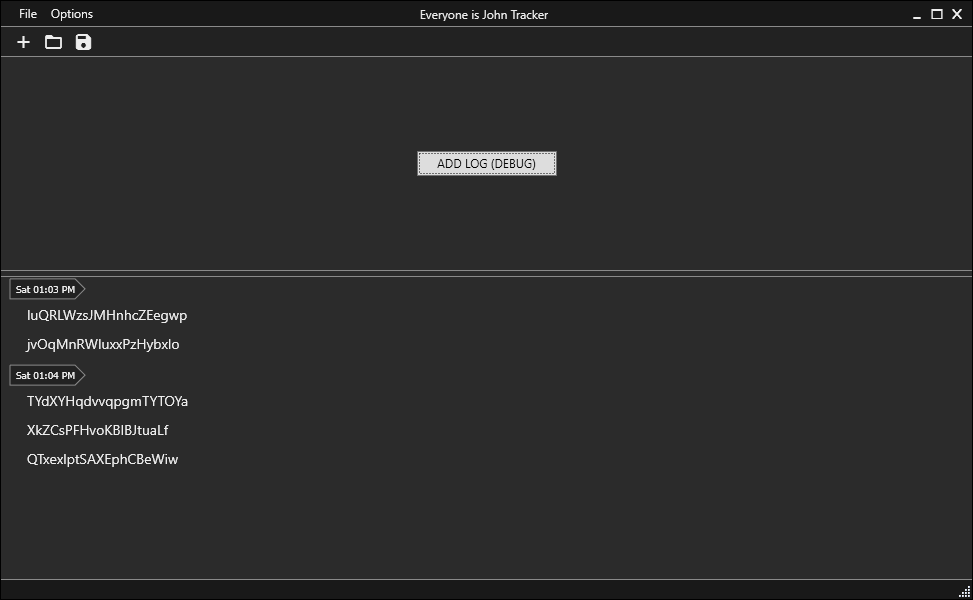 File Options Everyone is John Tracker
ADD LOG (DEBUG)
Sat 01:03 PM
IuQRLWzsJMHnhcZEegwp
jvOqMnRWIuxxPzHybxIo
Sat 01:04 PM
TYdXYHqdvvqpgmTYTOYa
XkZCsPFHvoKBIBJtuaLf
QTxexIptSAXEphCBeWiw